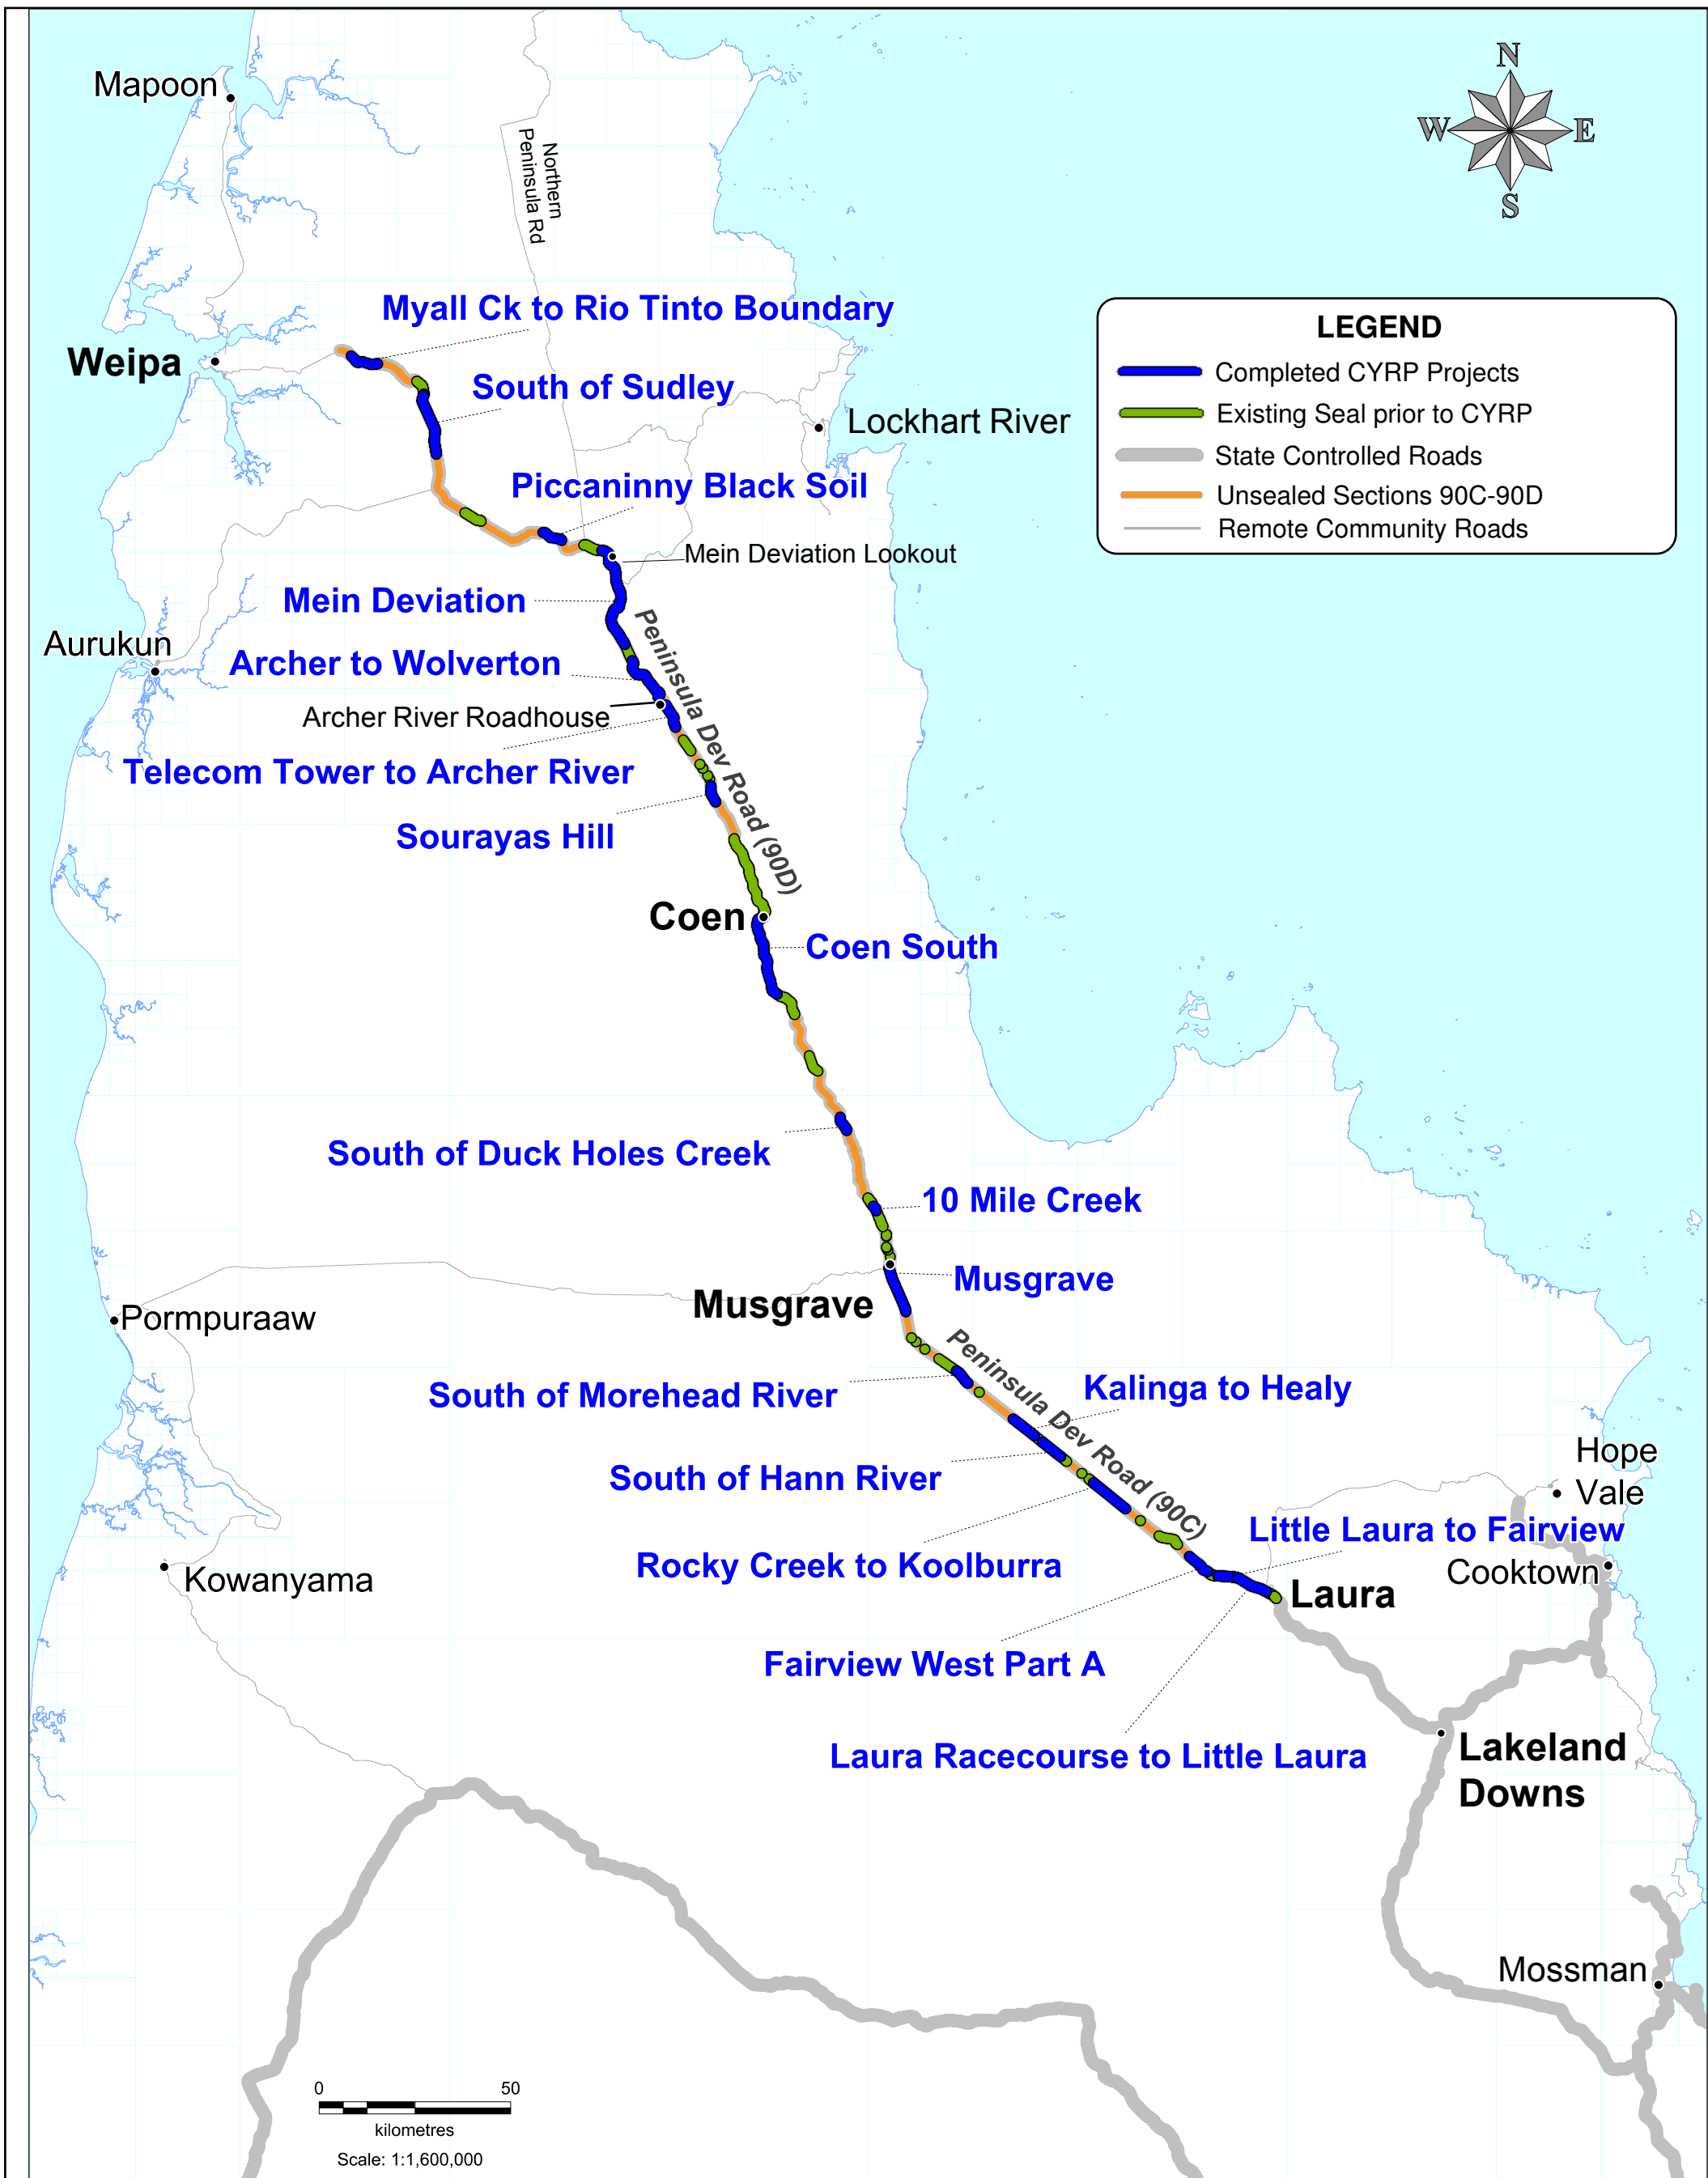 N
W
E
S
Mapoon
Northern
Peninsula Rd
Myall Ck to Rio Tinto Boundary
Weipa
South of Sudley
Lockhart River
LEGEND
Completed CYRP Projects
Existing Seal prior to CYRP
State Controlled Roads
Unsealed Sections 90C-90D
Remote Community Roads
Piccaninny Black Soil
Mein Deviation Lookout
Mein Deviation
Peninsula Dev Road (90D)
Aurukun
Archer to Wolverton
Archer River Roadhouse
Telecom Tower to Archer River
Sourayas Hill
Coen
Coen South
South of Duck Holes Creek
10 Mile Creek
Musgrave
Musgrave
Pormpuraaw
Peninsula Dev Road (90C)
South of Morehead River
Kalinga to Healy
South of Hann River
Hope
Vale
Little Laura to Fairview
Rocky Creek to Koolburra
Cooktown
Kowanyama
Laura
Fairview West Part A
Laura Racecourse to Little Laura
Lakeland
Downs
Mossman
0 50
kilometres
Scale: 1:1,600,000